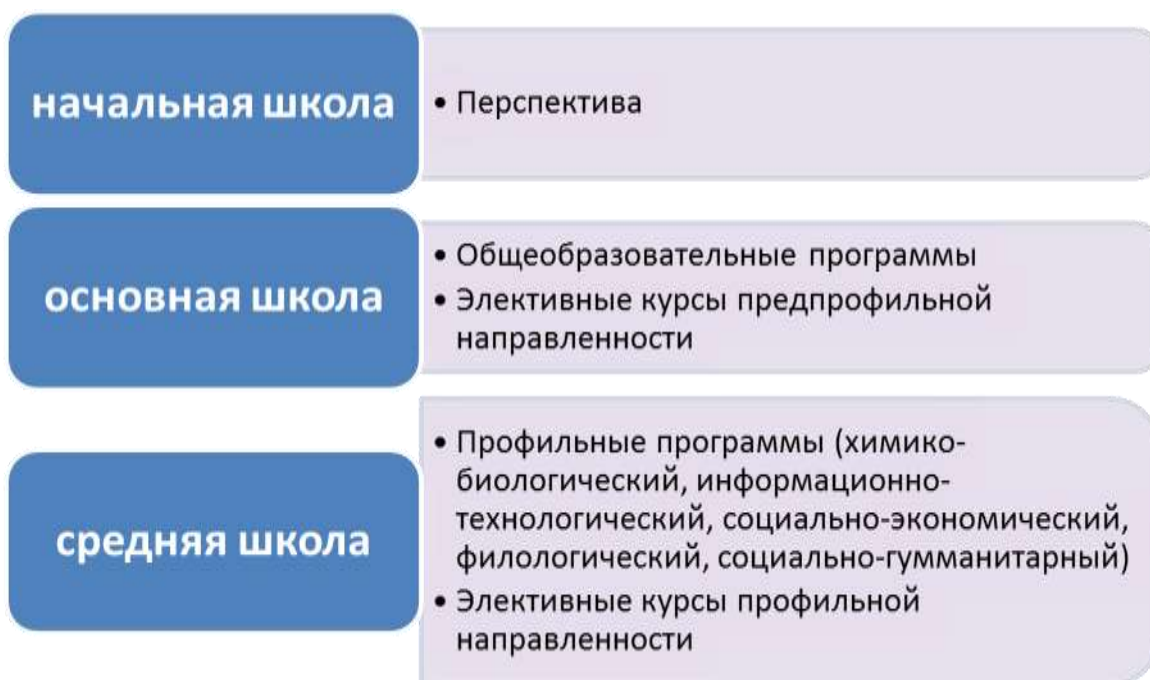 начальная школа
• Перспектива
основная школа
• Общеобразовательные программы
• Элективные курсы предпрофильной
направленности
средняя школа
• Профильные программы (химико-
биологический, информационно-
технологический, социально-экономический,
филологический, социально-гумманитарный)
• Элективные курсы профильной
направленности